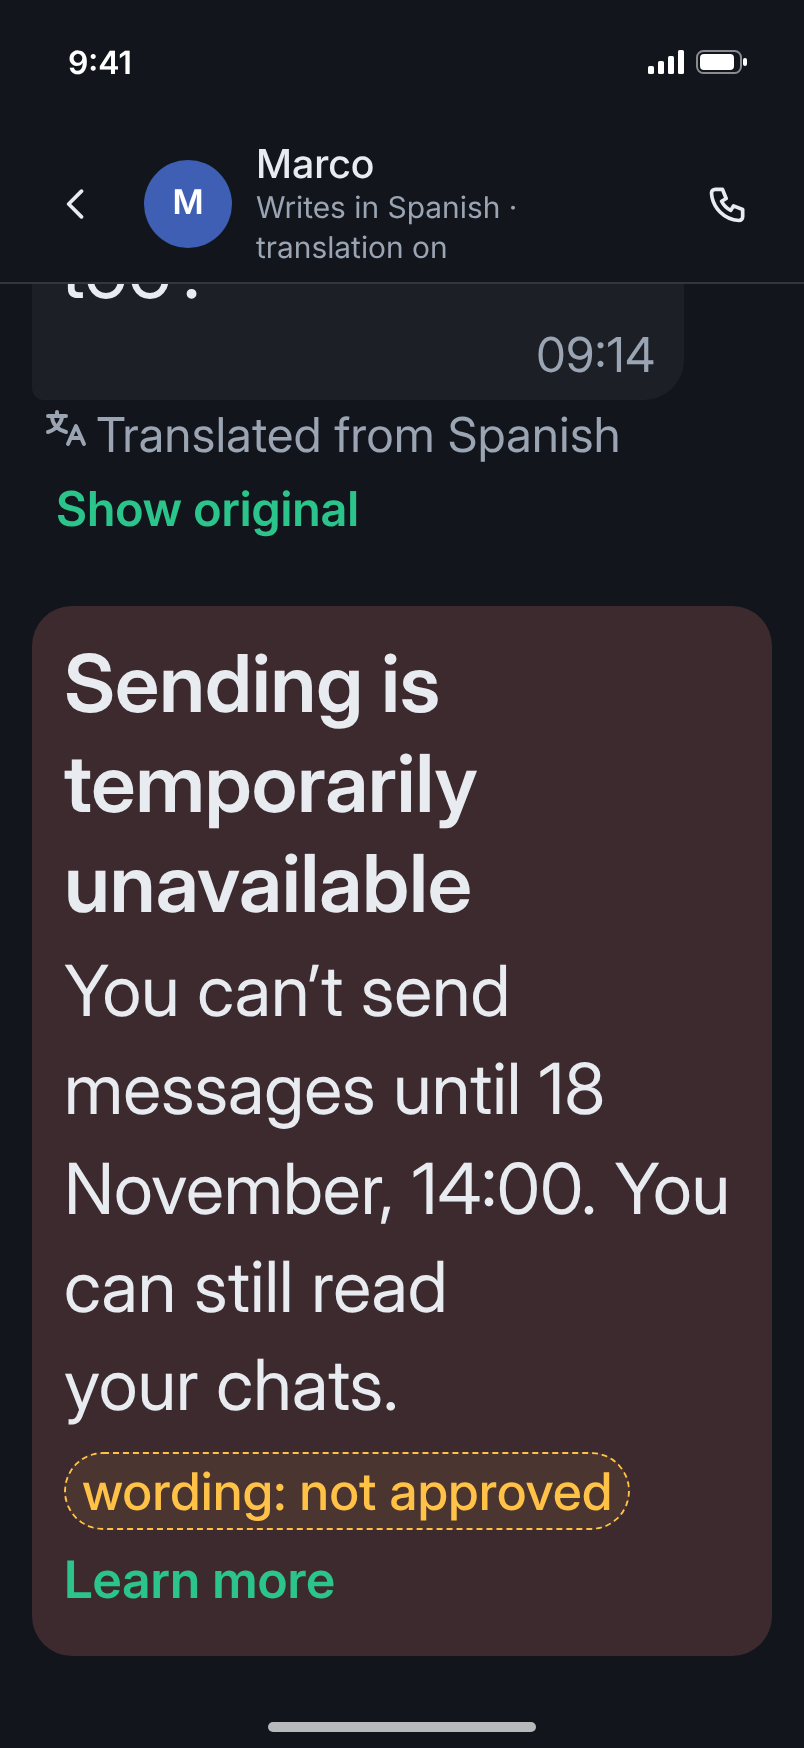 9:41
M
Marco
Writes in Spanish ·
translation on
09:14
Translated from Spanish
Show original
Sending is
temporarily
unavailable
You can’t send
messages until 18
November, 14:00. You
can still read
your chats.
wording: not approved
Learn more